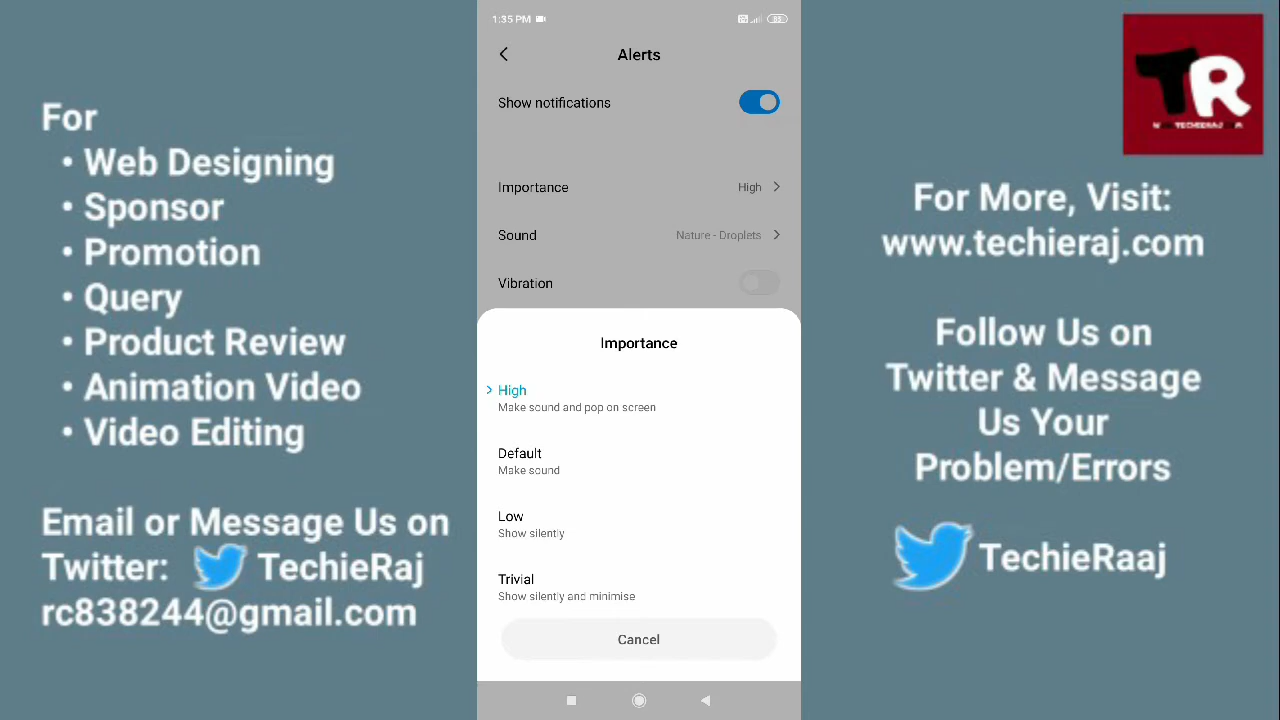 For
• Web Designing
• Sponsor
• Promotion
• Query
• Product Review
• Animation Video
• Video Editing
Email or Message Us on
Twitter: TechieRaj
rc838244@gmail.com
1:35 PM
Alerts
Show notifications
Importance High
Sound Nature - Droplets
Vibration
Importance
High
Make sound and pop on screen
Default
Make sound
Low
Show silently
Trivial
Show silently and minimise
Cancel
TR
For More, Visit:
www.techieraj.com
Follow Us on
Twitter & Message
Us Your
Problem/Errors
TechieRaaj